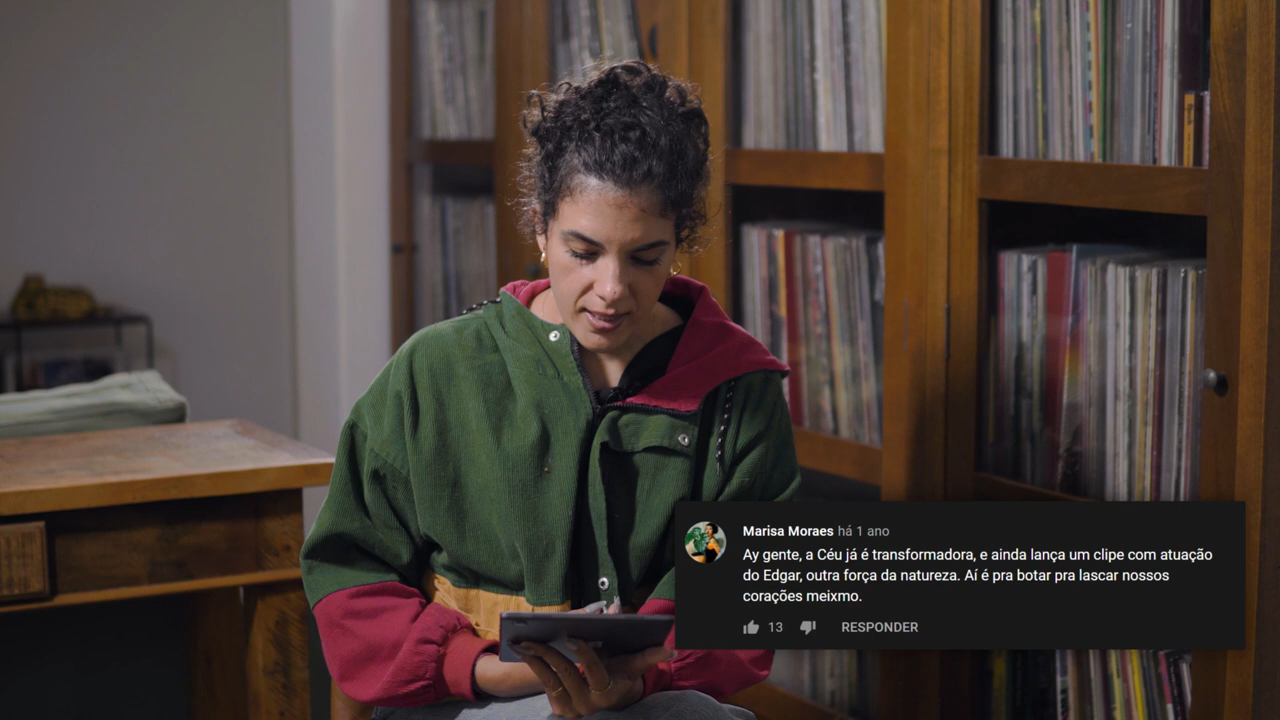 Marisa Moraes há 1 ano
Ay gente, a Céu já é transformadora, e ainda lança um clipe com atuação
do Edgar, outra força da natureza. Aí é pra botar pra lascar nossos
corações meixmo.
13 RESPONDER